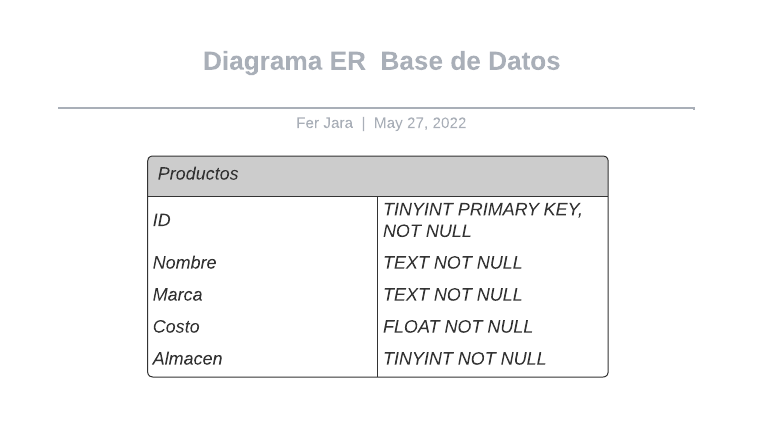 Diagrama ER  Base de Datos
Fer Jara  |  May 27, 2022
Productos
ID
TINYINT PRIMARY KEY,
NOT NULL
Nombre
TEXT NOT NULL
Marca
TEXT NOT NULL
Costo
FLOAT NOT NULL
Almacen
TINYINT NOT NULL